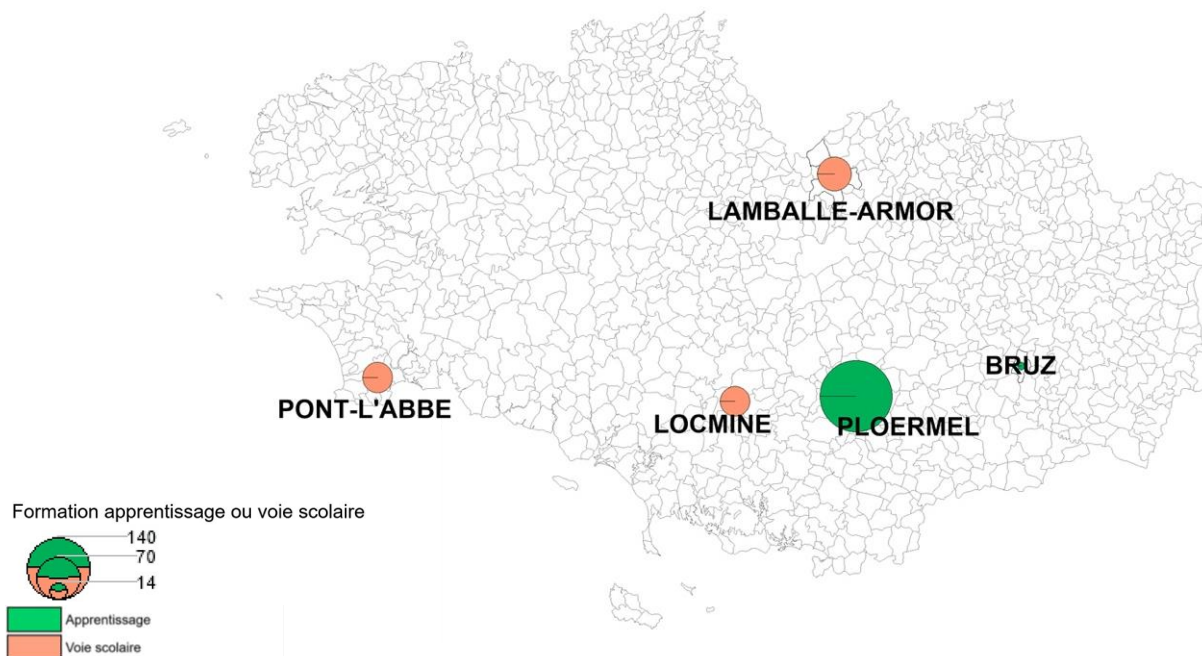 LAMBALLE-ARMOR
BRUZ
PONT-L'ABBE
LOCMINE
PLOERMEL
Formation apprentissage ou voie scolaire
140
70
14
Apprentissage
Voie scolaire